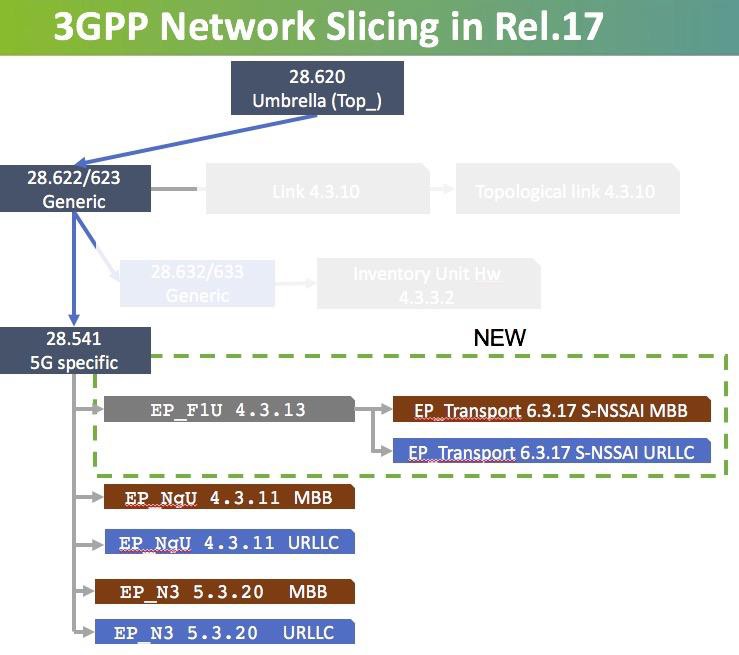 3GPP Network Slicing in Rel.17
28.620
Umbrella (Top_)
28.622/623
Generic
Link 4.3.10
Topological link 4.3.10
28.632/633
Generic
Inventory Unit Hw
4.3.3.2
28.541
5G specific
NEW
EP_F1U 4.3.13
EP_Transport 6.3.17 S-NSSAI MBB
EP_Transport 6.3.17 S-NSSAI URLLC
EP_NgU 4.3.11 MBB
EP_NgU 4.3.11 URLLC
EP_N3 5.3.20 MBB
EP_N3 5.3.20 URLLC